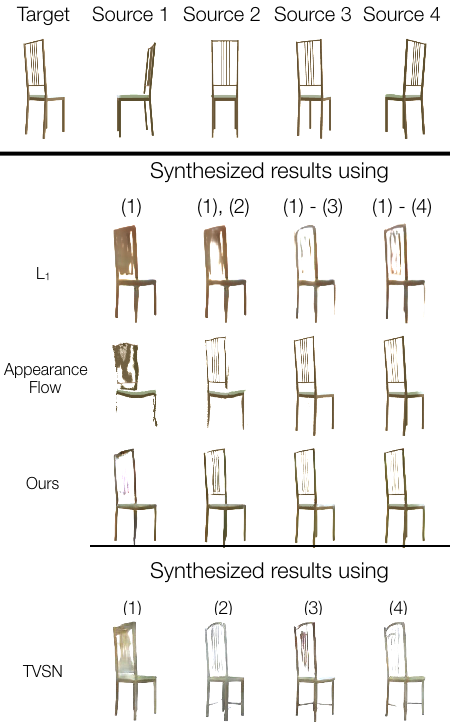 Target Source 1 Source 2 Source 3 Source 4
Synthesized results using
(1) (1), (2) (1) - (3) (1) - (4)
L₁
Appearance
Flow
Ours
Synthesized results using
(1) (2) (3) (4)
TVSN